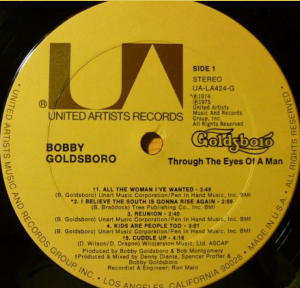 UA
SIDE 1
STEREO
UA-LA424-G
℗1974
©1975
United Artists
Music And Records
Group, Inc.
All Rights Reserved
® UNITED ARTISTS RECORDS
BOBBY
GOLDSBORO
Goldsboro
Through The Eyes Of A Man
1. ALL THE WOMAN I'VE WANTED - 2:48
(B. Goldsboro) Unart Music Corporation/Pen In Hand Music, Inc. BMI
*2. I BELIEVE THE SOUTH IS GONNA RISE AGAIN - 2:59
(B. Braddock) Tree Publishing Co., Inc. BMI
3. REUNION - 2:40
(B. Goldsboro) Unart Music Corporation/Pen In Hand Music, Inc. BMI
4. KIDS ARE PEOPLE TOO - 3:01
(B. Goldsboro) Unart Music Corporation/Pen In Hand Music, Inc. BMI
5. CUDDLE UP - 4:16
(D. Wilson/D. Dragon) Wilojarston Music, Ltd. ASCAP
Produced by Bobby Goldsboro & Bob Montgomery
Produced & Mixed by Denny Diante, Spencer Proffer &
Bobby Goldsboro
Recordist & Engineer: Ron Malo
UNITED ARTISTS MUSIC AND RECORDS GROUP, INC. • LOS ANGELES, CALIFORNIA 90028 • MADE IN U.S.A. • ALL RIGHTS RESERVED •